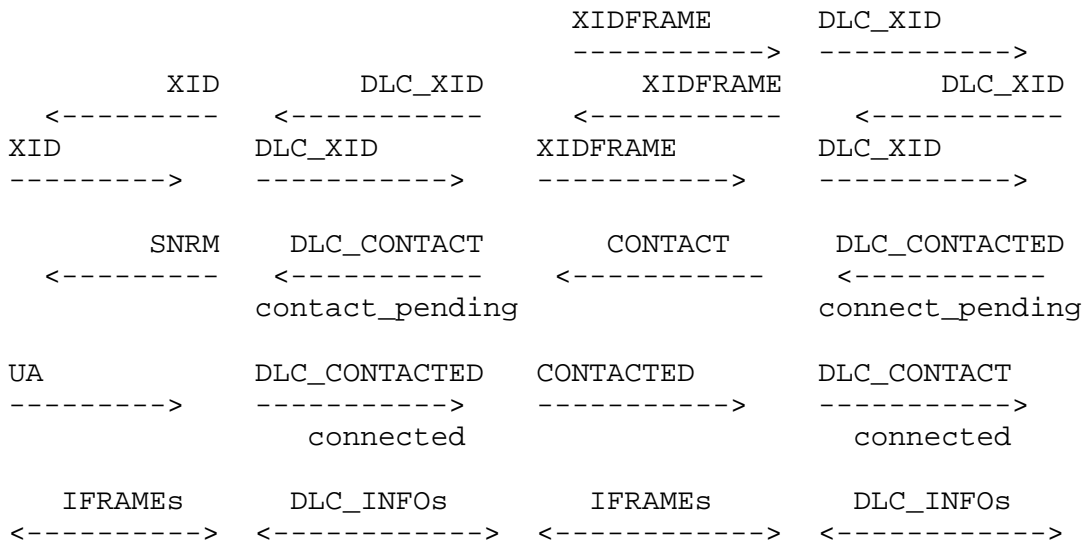 XIDFRAME DLC_XID
-----------> ----------->
XID DLC_XID XIDFRAME DLC_XID
<--------- <----------- <----------- <-----------
XID DLC_XID XIDFRAME DLC_XID
---------> -----------> -----------> ----------->
SNRM DLC_CONTACT CONTACT DLC_CONTACTED
<--------- <----------- <----------- <-----------
contact_pending connect_pending
UA DLC_CONTACTED CONTACTED DLC_CONTACT
---------> -----------> -----------> ----------->
connected connected
IFRAMEs DLC_INFOs IFRAMEs DLC_INFOs
<----------> <------------> <------------> <------------>